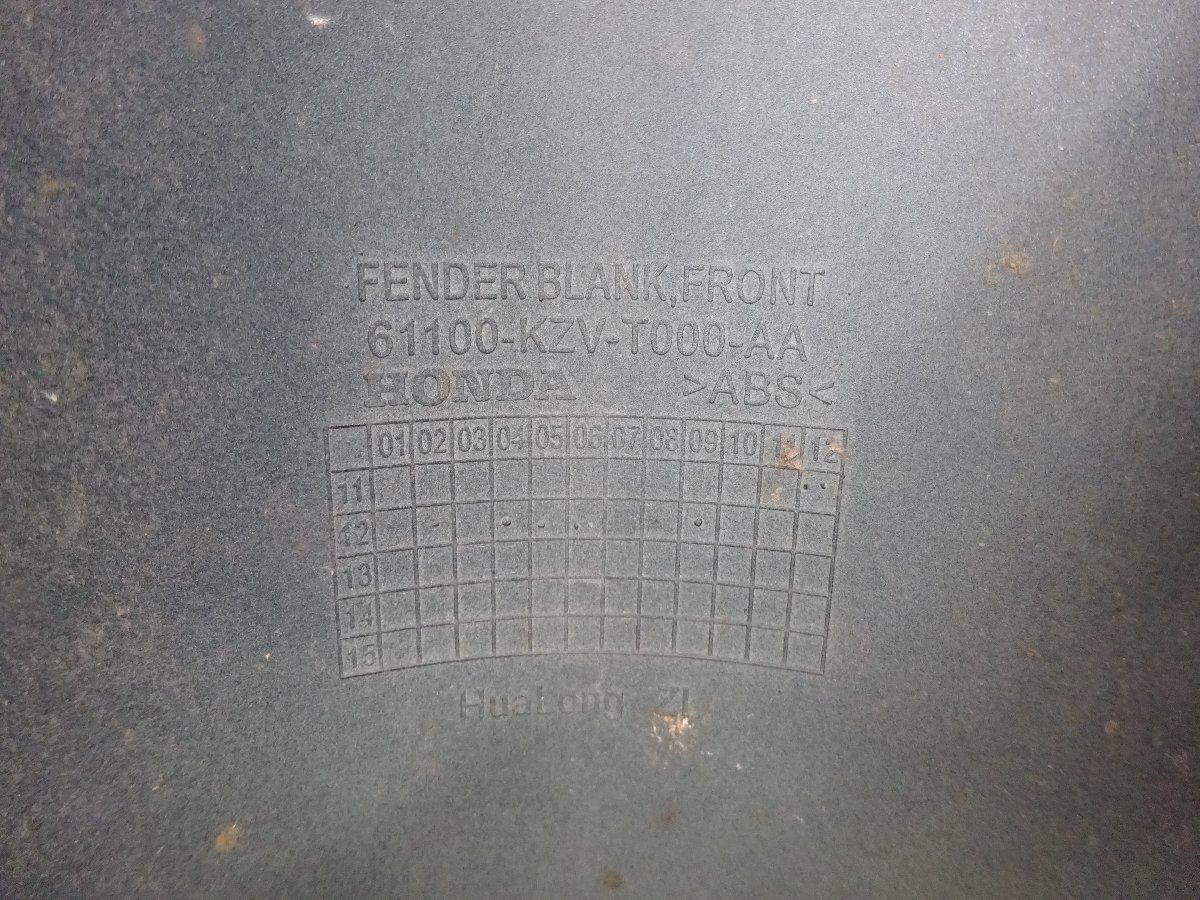 FENDER BLANK,FRONT
61100-KZV-T000-AA
HONDA >ABS<
01 02 03 04 05 06 07 08 09 10 11 12
11
12
13
14
15
HuaLong